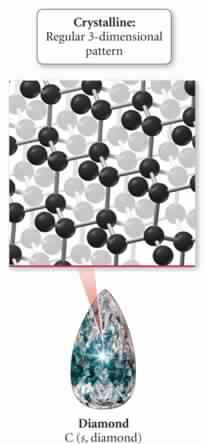 Crystalline:
Regular 3-dimensional
pattern
Diamond
C (s, diamond)